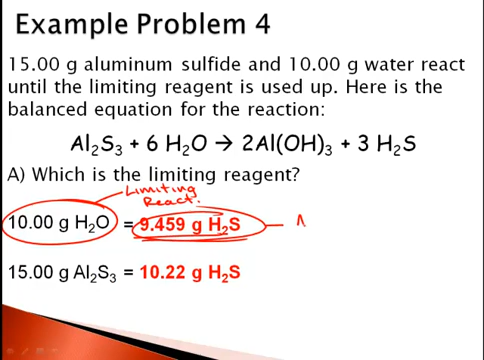 Example Problem 4
15.00 g aluminum sulfide and 10.00 g water react
until the limiting reagent is used up. Here is the
balanced equation for the reaction:
Al₂S₃ + 6 H₂O → 2Al(OH)₃ + 3 H₂S
A) Which is the limiting reagent?
Limiting
React.
10.00 g H₂O = 9.459 g H₂S
15.00 g Al₂S₃ = 10.22 g H₂S